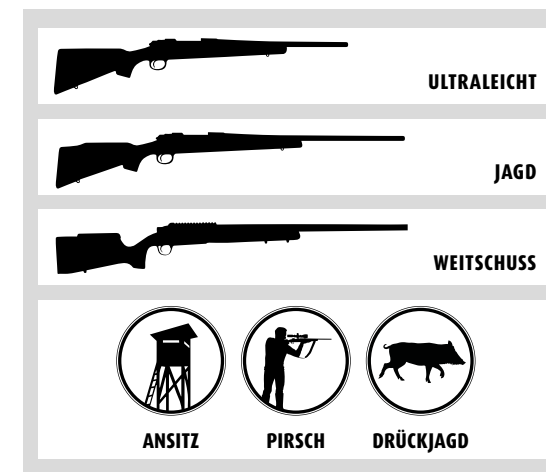 ULTRALEICHT
JAGD
WEITSCHUSS
ANSITZ PIRSCH DRÜCKJAGD